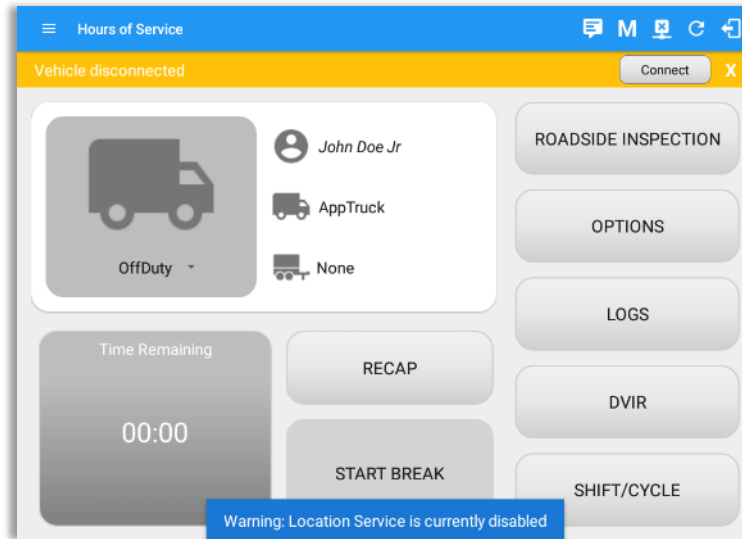 Hours of Service
M
Vehicle disconnected
Connect
X
John Doe Jr
AppTruck
None
OffDuty
ROADSIDE INSPECTION
OPTIONS
LOGS
DVIR
SHIFT/CYCLE
Time Remaining
00:00
RECAP
START BREAK
Warning: Location Service is currently disabled